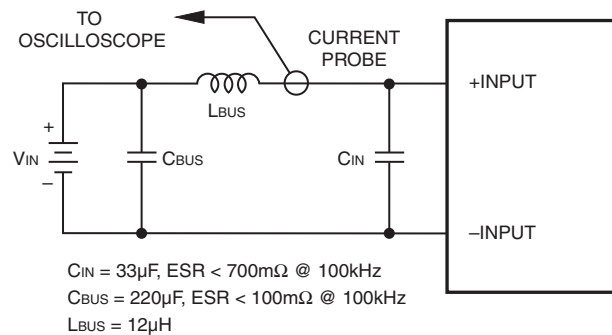 TO
OSCILLOSCOPE
CURRENT
PROBE
+INPUT
LBUS
+
VIN
–
CBUS
CIN
–INPUT
CIN = 33µF, ESR < 700mΩ @ 100kHz
CBUS = 220µF, ESR < 100mΩ @ 100kHz
LBUS = 12µH